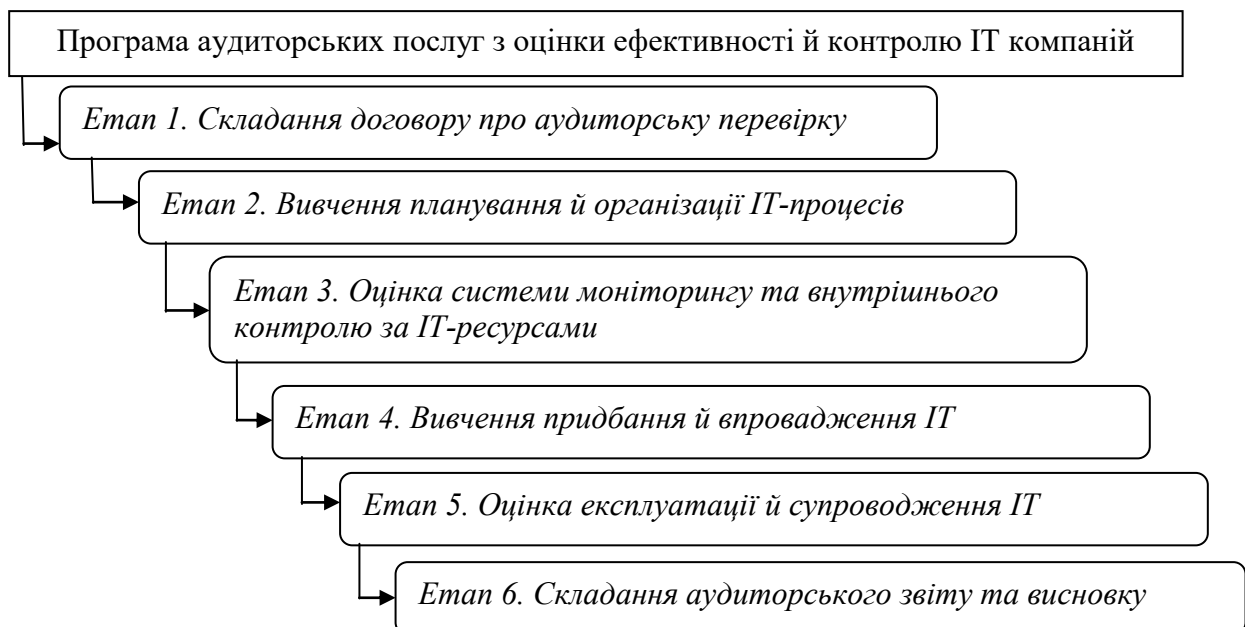 Програма аудиторських послуг з оцінки ефективності й контролю ІТ компаній
Етап 1. Складання договору про аудиторську перевірку
Етап 2. Вивчення планування й організації ІТ-процесів
Етап 3. Оцінка системи моніторингу та внутрішнього
контролю за ІТ-ресурсами
Етап 4. Вивчення придбання й впровадження ІТ
Етап 5. Оцінка експлуатації й супроводження ІТ
Етап 6. Складання аудиторського звіту та висновку